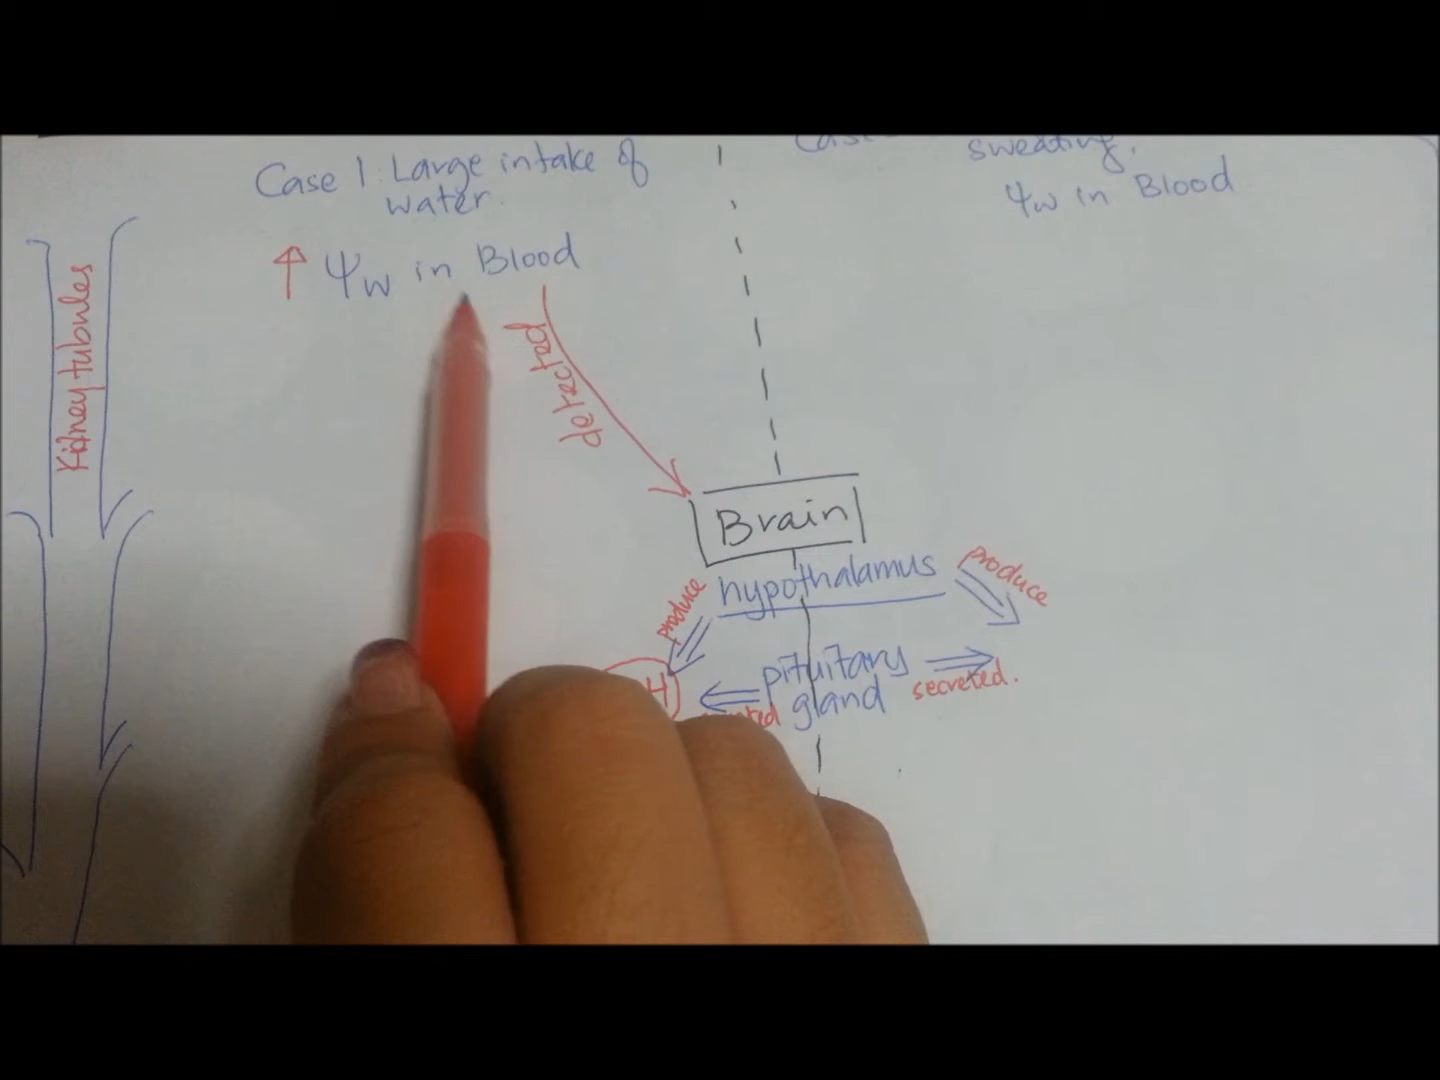 Case 1: Large intake of
water.
↑ Ψw in Blood
detected
Kidney tubules
sweating.
Ψw in Blood
Brain
hypothalamus
produce
produce
pituitary
gland
secreted.
H